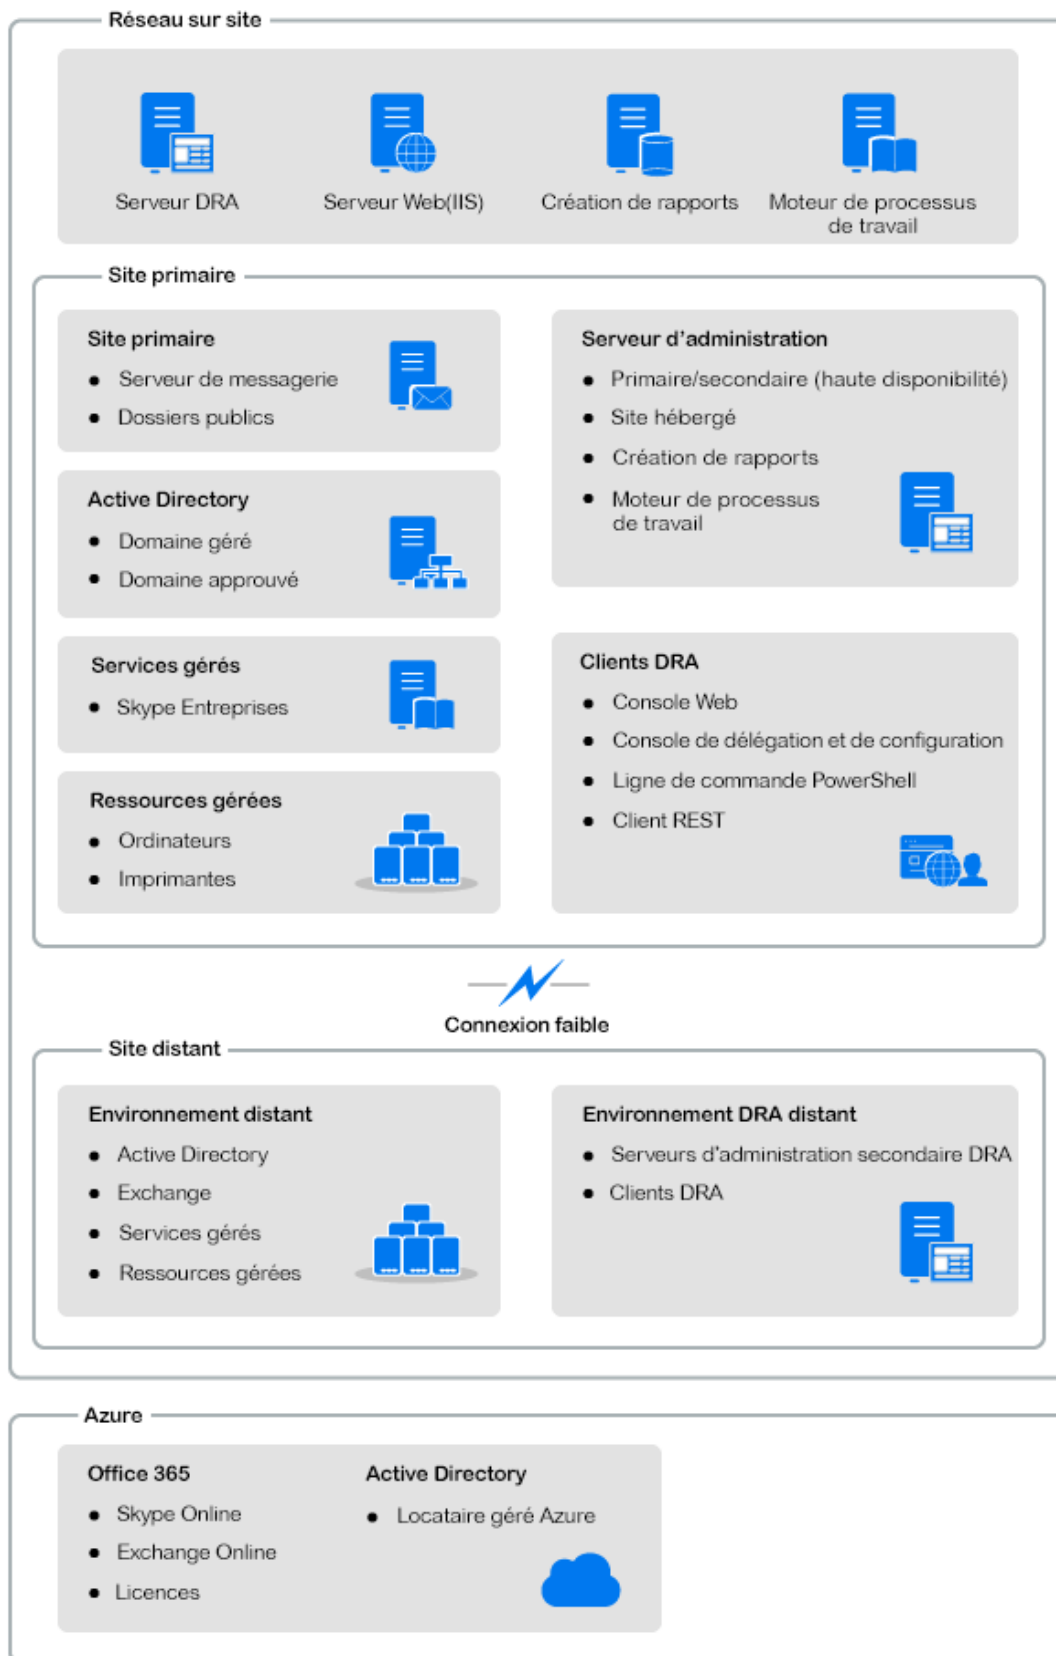 Réseau sur site
Serveur DRA
Serveur Web(IIS)
Création de rapports
Moteur de processus
de travail
Site primaire
Site primaire
Serveur de messagerie
Dossiers publics
Active Directory
Domaine géré
Domaine approuvé
Services gérés
Skype Entreprises
Ressources gérées
Ordinateurs
Imprimantes
Serveur d'administration
Primaire/secondaire (haute disponibilité)
Site hébergé
Création de rapports
Moteur de processus
de travail
Clients DRA
Console Web
Console de délégation et de configuration
Ligne de commande PowerShell
Client REST
Connexion faible
Site distant
Environnement distant
Active Directory
Exchange
Services gérés
Ressources gérées
Environnement DRA distant
Serveurs d'administration secondaire DRA
Clients DRA
Azure
Office 365
Skype Online
Exchange Online
Licences
Active Directory
Locataire géré Azure